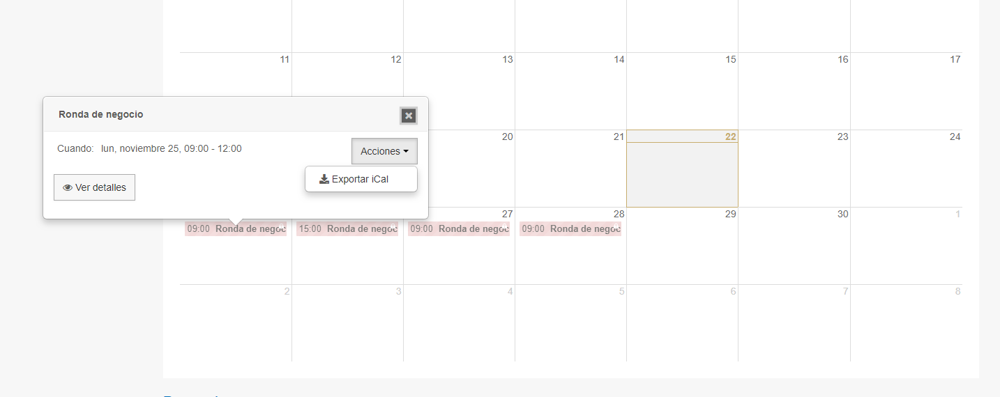 11 12 13 14 15 16 17
Ronda de negocio
Cuando: lun, noviembre 25, 09:00 - 12:00
Acciones
Exportar iCal
Ver detalles
20 21 22 23 24
27 28 29 30 1
09:00 Ronda de negoc
15:00 Ronda de negoc
09:00 Ronda de negoc
09:00 Ronda de negoc
2 3 4 5 6 7 8